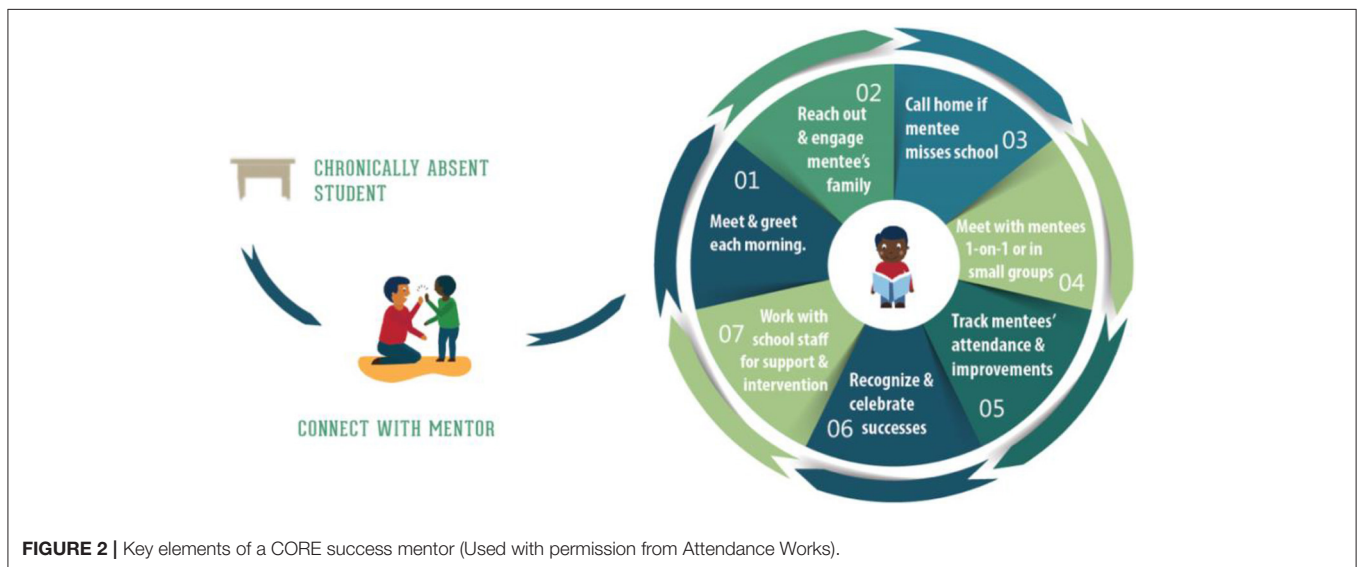 CHRONICALLY ABSENT
STUDENT
CONNECT WITH MENTOR
01
Meet & greet
each morning.
02
Reach out
& engage
mentee's
family
Call home if
mentee
misses school
03
Meet with mentees
1-on-1 or in
small groups
04
Track mentees'
attendance &
improvements
05
Recognize &
celebrate
successes
06
Work with
school staff
for support &
intervention
07
FIGURE 2 | Key elements of a CORE success mentor (Used with permission from Attendance Works).